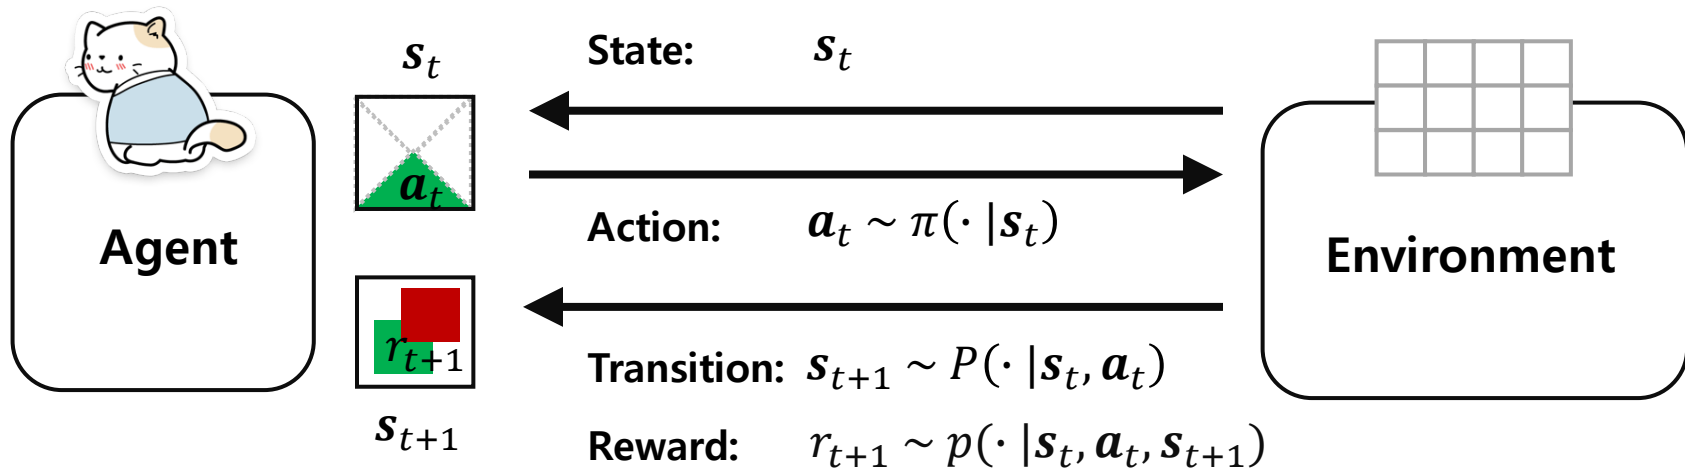 Agent
s_t
a_t
r_{t+1}
s_{t+1}
State: s_t
Action: a_t ~ π(· |s_t)
Transition: s_{t+1} ~ P(· |s_t, a_t)
Reward: r_{t+1} ~ p(· |s_t, a_t, s_{t+1})
Environment